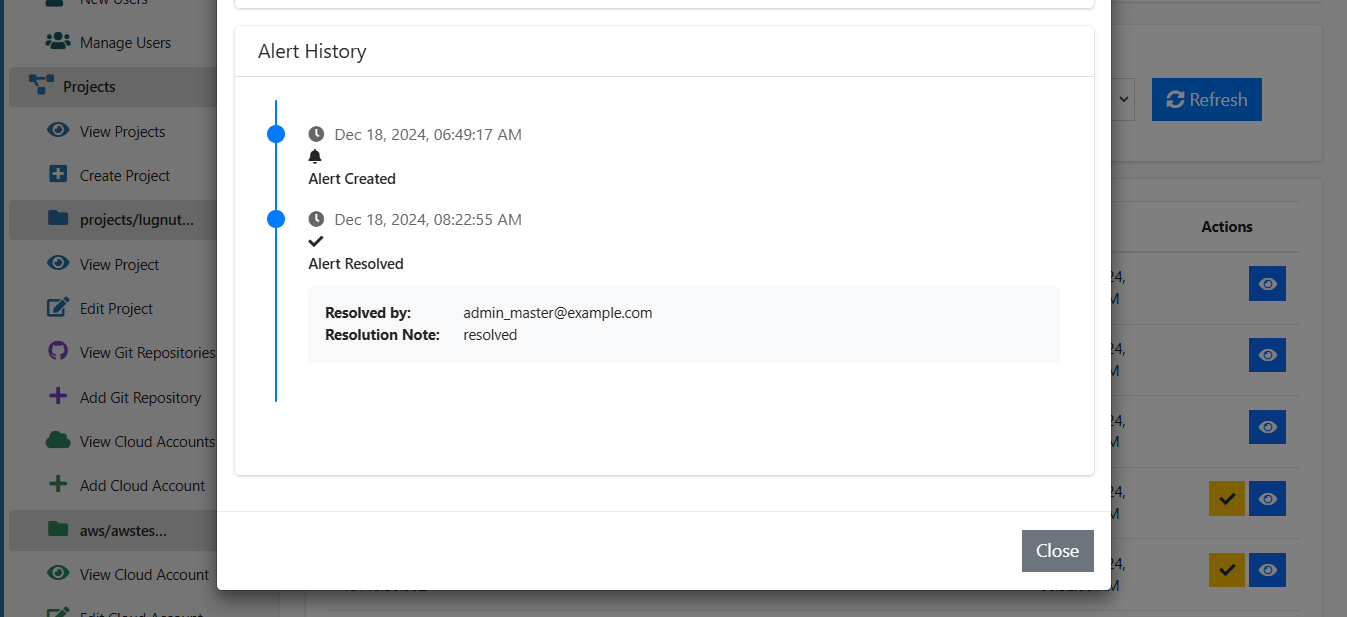 New Users
Manage Users
Projects
View Projects
Create Project
projects/lugnut...
View Project
Edit Project
View Git Repositories
Add Git Repository
View Cloud Accounts
Add Cloud Account
aws/awstes...
View Cloud Account
Edit Cloud Account
Alert History
Dec 18, 2024, 06:49:17 AM
Alert Created
Dec 18, 2024, 08:22:55 AM
Alert Resolved
Resolved by: admin_master@example.com
Resolution Note: resolved
Close
Refresh
Actions
24,
M
24,
M
24,
M
24,
M
24,
M